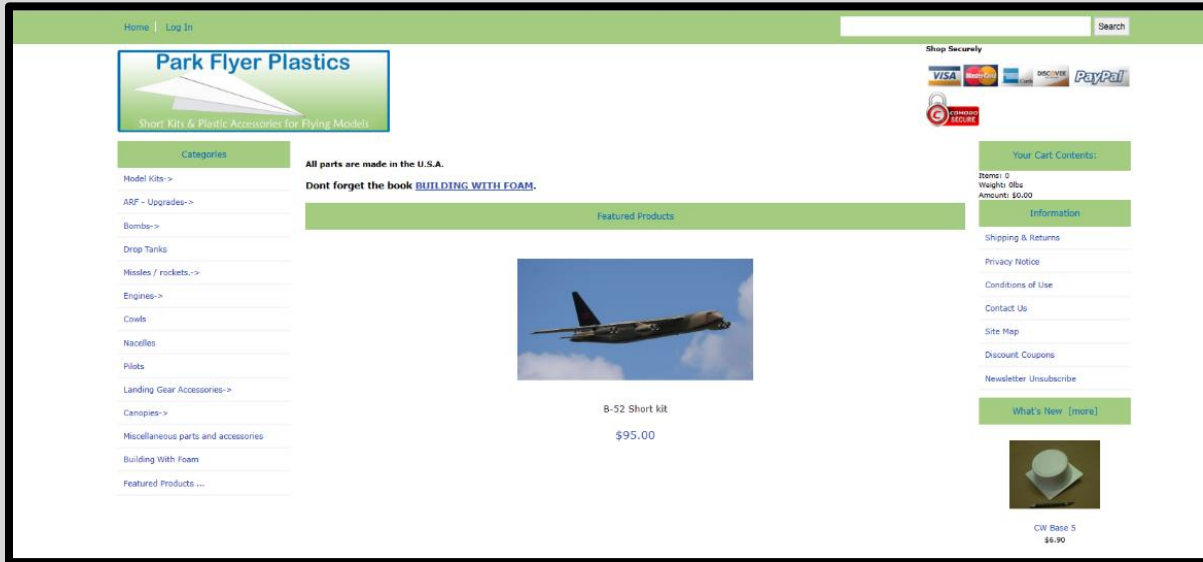 Home
Log In
Search
Park Flyer Plastics
Short Kits & Plastic Accessories for Flying Models
Shop Securely
VISA
MasterCard
DISCOVER
PayPal
COMODO
SECURE
Categories
Model Kits->
ARF - Upgrades->
Bombs->
Drop Tanks
Missles / rockets.->
Engines->
Cowls
Nacelles
Pilots
Landing Gear Accessories->
Canopies->
Miscellaneous parts and accessories
Building With Foam
Featured Products ...
All parts are made in the U.S.A.
Dont forget the book BUILDING WITH FOAM.
Featured Products
B-52 Short kit
$95.00
Your Cart Contents:
Items: 0
Weight: 0lbs
Amount: $0.00
Information
Shipping & Returns
Privacy Notice
Conditions of Use
Contact Us
Site Map
Discount Coupons
Newsletter Unsubscribe
What's New [more]
CW Base 5
$6.90